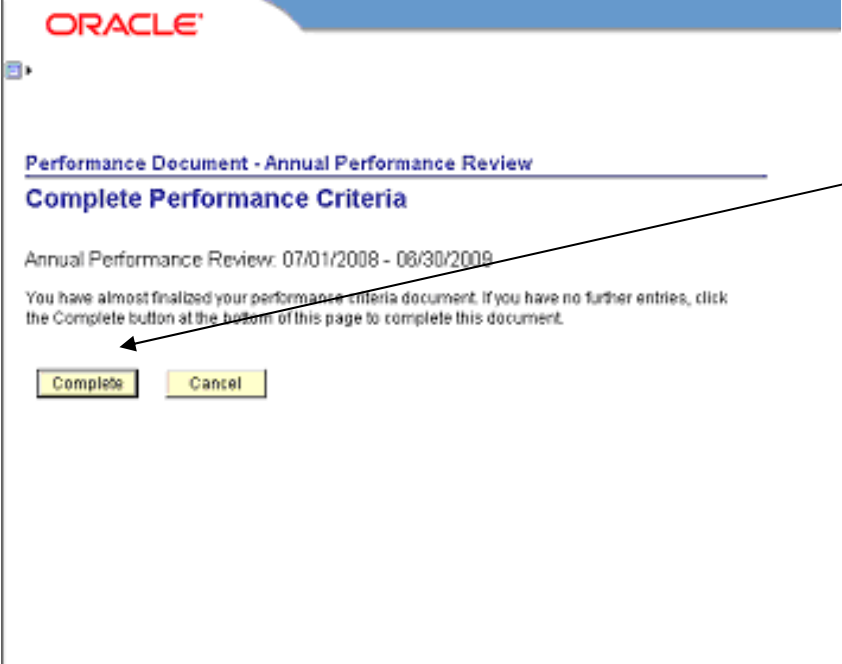 ORACLE
Performance Document - Annual Performance Review
Complete Performance Criteria
Annual Performance Review: 07/01/2008 - 06/30/2009
You have almost finalized your performance criteria document. If you have no further entries, click
the Complete button at the bottom of this page to complete this document.
Complete Cancel